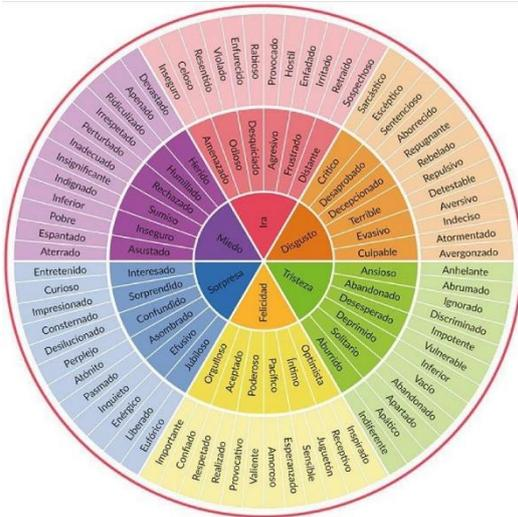 Ira
Disgusto
Tristeza
Felicidad
Sorpresa
Miedo
Amenazado
Odioso
Desquiciado
Agresivo
Frustrado
Distante
Crítico
Desaprobado
Decepcionado
Terrible
Evasivo
Culpable
Ansioso
Abandonado
Desesperado
Deprimido
Solitario
Aburrido
Optimista
Íntimo
Pacífico
Poderoso
Aceptado
Orgulloso
Jubiloso
Efusivo
Asombrado
Confundido
Sorprendido
Interesado
Asustado
Inseguro
Sumiso
Rechazado
Humillado
Herido
Inseguro
Celoso
Resentido
Violado
Enfurecido
Rabioso
Provocado
Hostil
Enfadado
Irritado
Retraído
Sospechoso
Sarcástico
Escéptico
Sentencioso
Aborrecido
Repugnante
Rebelado
Repulsivo
Detestable
Aversivo
Indeciso
Atormentado
Avergonzado
Anhelante
Abrumado
Ignorado
Discriminado
Impotente
Vulnerable
Inferior
Vacío
Abandonado
Apartado
Apático
Indiferente
Inspirado
Receptivo
Juguetón
Sensible
Esperanzado
Amoroso
Valiente
Provocativo
Realizado
Respetado
Confiado
Importante
Eufórico
Liberado
Enérgico
Inquieto
Pasmado
Atónito
Perplejo
Desilucionado
Consternado
Impresionado
Curioso
Entretenido
Aterrado
Espantado
Pobre
Inferior
Indignado
Insignificante
Inadecuado
Perturbado
Irrespetado
Ridiculizado
Apenado
Devastado